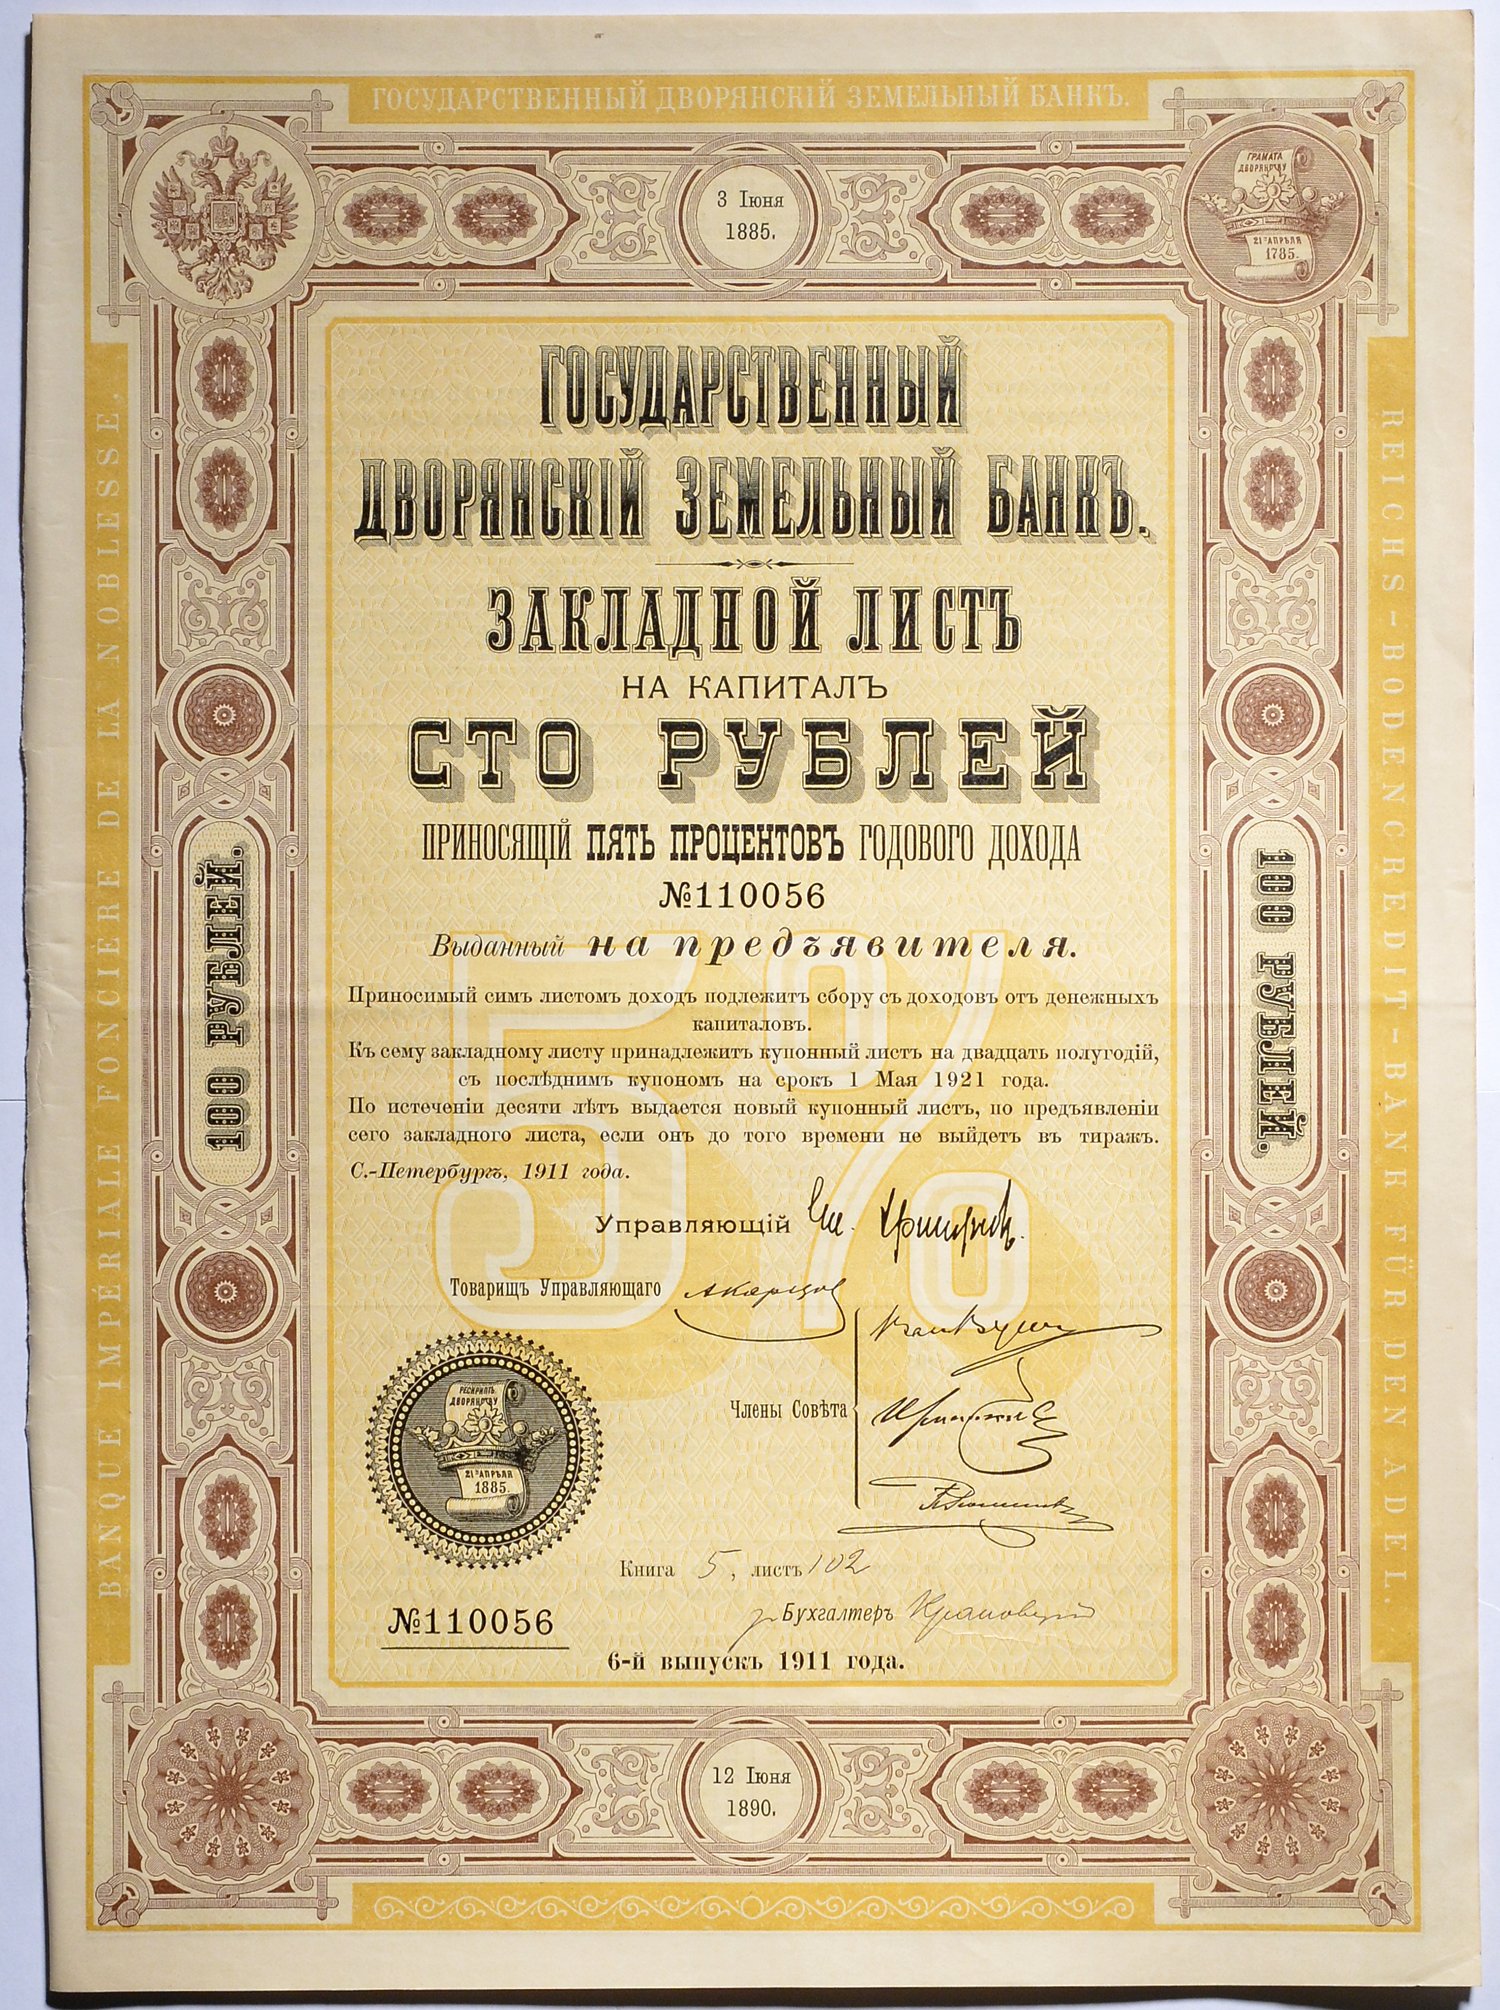 ГОСУДАРСТВЕННЫЙ ДВОРЯНСКІЙ ЗЕМЕЛЬНЫЙ БАНКЪ.
3 Іюня
1885.
ГРАМАТА
ДВОРЯНСТВУ
21ГО АПРѢЛЯ
1785.
BANQUE IMPÉRIALE FONCIÈRE DE LA NOBLESSE,
REICHS-BODENCREDIT-BANK FÜR DEN ADEL.
100 РУБЛЕЙ.
100 РУБЛЕЙ.
ГОСУДАРСТВЕННЫЙ
ДВОРЯНСКІЙ ЗЕМЕЛЬНЫЙ БАНКЪ.
ЗАКЛАДНОЙ ЛИСТЪ
НА КАПИТАЛЪ
СТО РУБЛЕЙ
ПРИНОСЯЩІЙ ПЯТЬ ПРОЦЕНТОВЪ ГОДОВОГО ДОХОДА
№110056
Выданный на предъявителя.
5%
Приносимый симъ листомъ доходъ подлежитъ сбору съ доходовъ отъ денежныхъ
капиталовъ.
Къ сему закладному листу принадлежитъ купонный листъ на двадцать полугодій,
съ послѣднимъ купономъ на срокъ 1 Мая 1921 года.
По истеченіи десяти лѣтъ выдается новый купонный листъ, по предъявленіи
сего закладного листа, если онъ до того времени не выйдетъ въ тиражъ.
С.-Петербургъ, 1911 года.
Управляющій
Товарищъ Управляющаго
Члены Совѣта
РЕСКРИПТЪ
ДВОРЯНСТВУ
21ГО АПРѢЛЯ
1885.
Книга 5, листъ 102
Бухгалтеръ
№110056
6-й выпускъ 1911 года.
12 Іюня
1890.